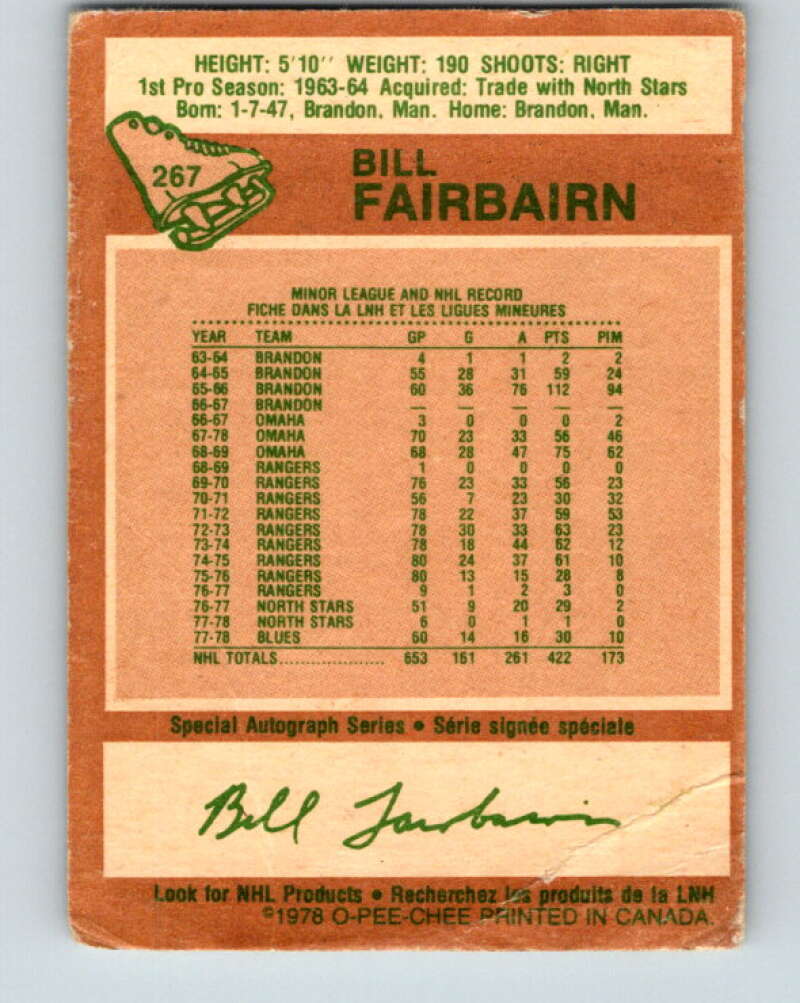 HEIGHT: 5'10'' WEIGHT: 190 SHOOTS: RIGHT
1st Pro Season: 1963-64 Acquired: Trade with North Stars
Born: 1-7-47, Brandon, Man. Home: Brandon, Man.
267
BILL
FAIRBAIRN
MINOR LEAGUE AND NHL RECORD
FICHE DANS LA LNH ET LES LIGUES MINEURES
YEAR TEAM GP G A PTS PIM
63-64 BRANDON 4 1 1 2 2
64-65 BRANDON 55 28 31 59 24
65-66 BRANDON 60 36 76 112 94
66-67 BRANDON — — — — —
66-67 OMAHA 3 0 0 0 2
67-78 OMAHA 70 23 33 56 46
68-69 OMAHA 68 28 47 75 62
68-69 RANGERS 1 0 0 0 0
69-70 RANGERS 76 23 33 56 23
70-71 RANGERS 56 7 23 30 32
71-72 RANGERS 78 22 37 59 53
72-73 RANGERS 78 30 33 63 23
73-74 RANGERS 78 18 44 62 12
74-75 RANGERS 80 24 37 61 10
75-76 RANGERS 80 13 15 28 8
76-77 RANGERS 9 1 2 3 0
76-77 NORTH STARS 51 9 20 29 2
77-78 NORTH STARS 6 0 1 1 0
77-78 BLUES 60 14 16 30 10
NHL TOTALS.................. 653 161 261 422 173
Special Autograph Series • Série signée spéciale
Bill Fairbairn
Look for NHL Products • Recherchez les produits de la LNH
©1978 O-PEE-CHEE PRINTED IN CANADA.